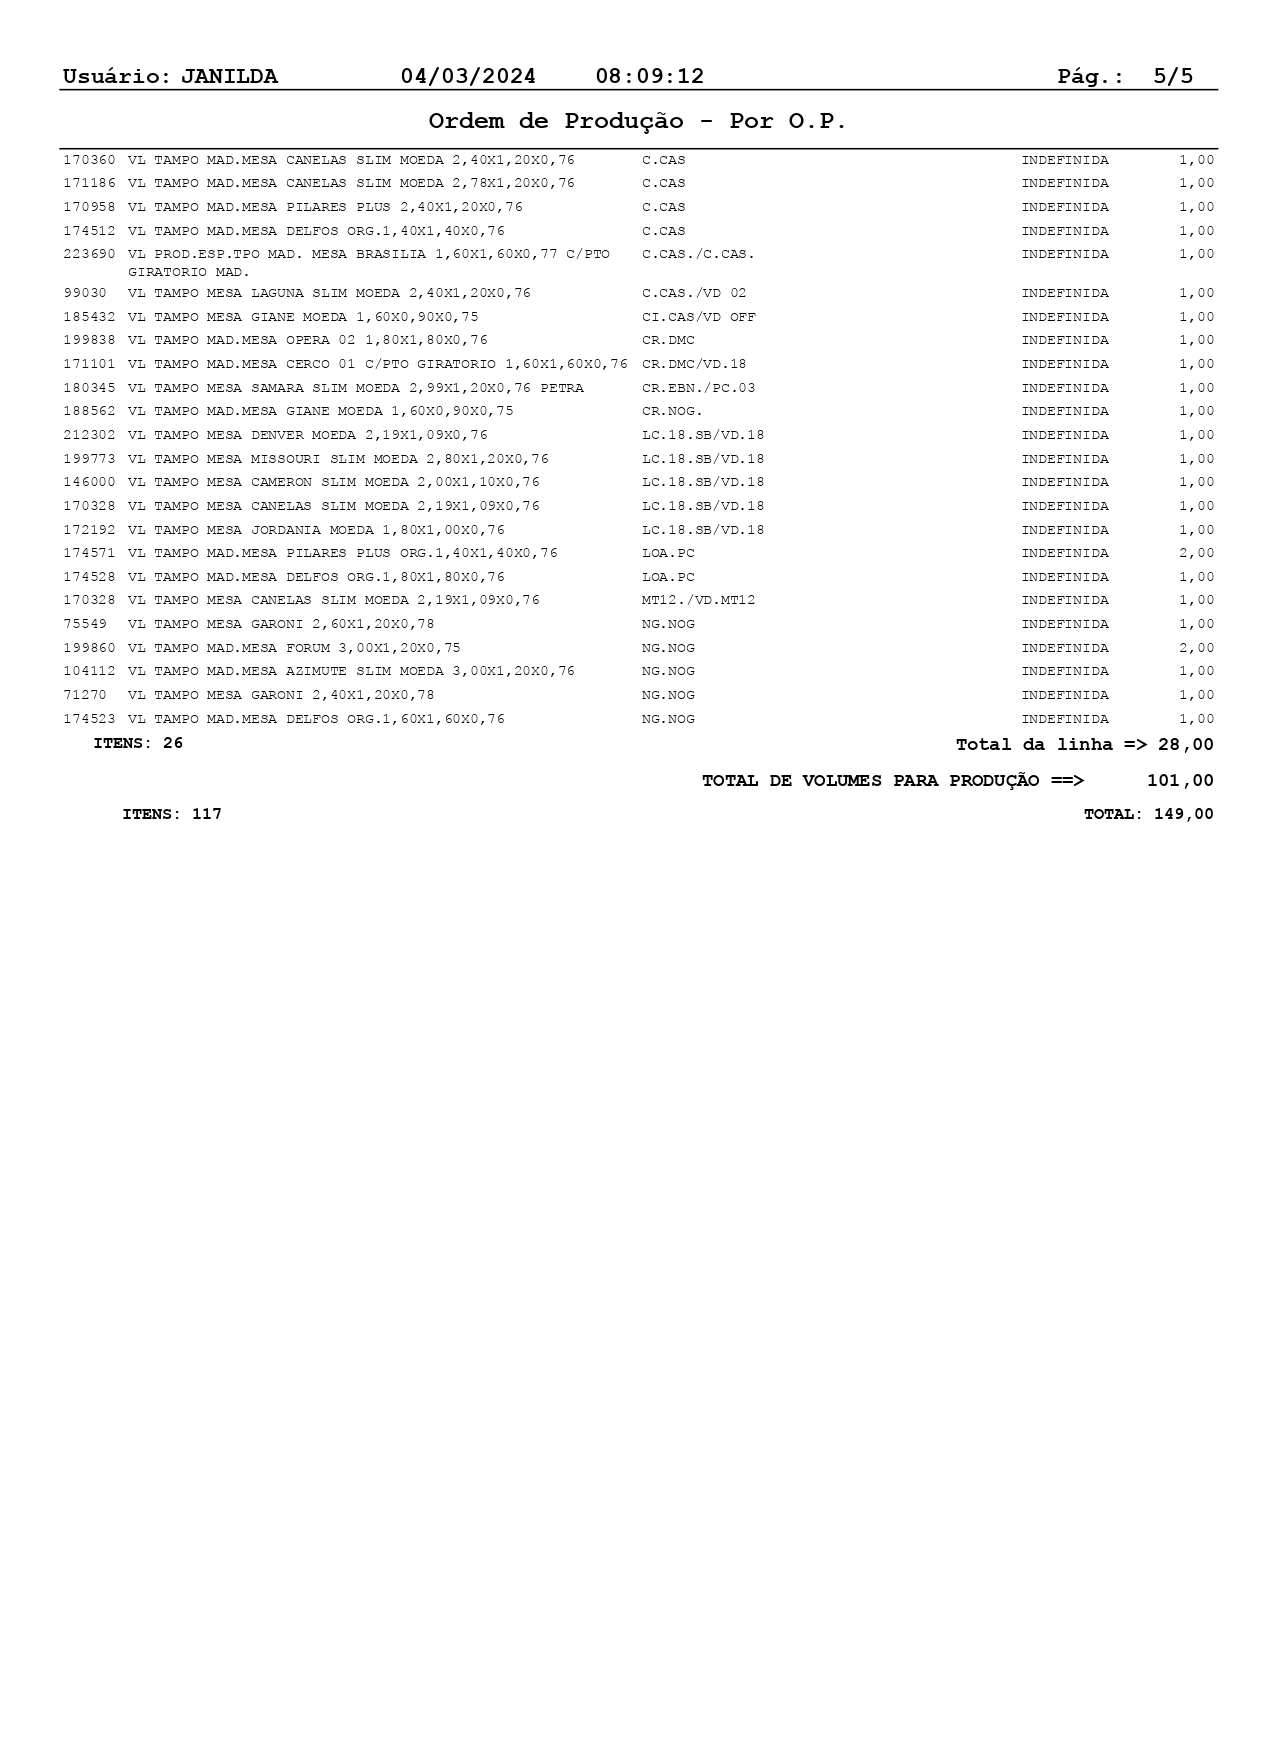 Usuário: JANILDA 04/03/2024 08:09:12 Pág.: 5/5
Ordem de Produção - Por O.P.
170360 VL TAMPO MAD.MESA CANELAS SLIM MOEDA 2,40X1,20X0,76 C.CAS INDEFINIDA 1,00
171186 VL TAMPO MAD.MESA CANELAS SLIM MOEDA 2,78X1,20X0,76 C.CAS INDEFINIDA 1,00
170958 VL TAMPO MAD.MESA PILARES PLUS 2,40X1,20X0,76 C.CAS INDEFINIDA 1,00
174512 VL TAMPO MAD.MESA DELFOS ORG.1,40X1,40X0,76 C.CAS INDEFINIDA 1,00
223690 VL PROD.ESP.TPO MAD. MESA BRASILIA 1,60X1,60X0,77 C/PTO C.CAS./C.CAS. INDEFINIDA 1,00
GIRATORIO MAD.
99030 VL TAMPO MESA LAGUNA SLIM MOEDA 2,40X1,20X0,76 C.CAS./VD 02 INDEFINIDA 1,00
185432 VL TAMPO MESA GIANE MOEDA 1,60X0,90X0,75 CI.CAS/VD OFF INDEFINIDA 1,00
199838 VL TAMPO MAD.MESA OPERA 02 1,80X1,80X0,76 CR.DMC INDEFINIDA 1,00
171101 VL TAMPO MAD.MESA CERCO 01 C/PTO GIRATORIO 1,60X1,60X0,76 CR.DMC/VD.18 INDEFINIDA 1,00
180345 VL TAMPO MESA SAMARA SLIM MOEDA 2,99X1,20X0,76 PETRA CR.EBN./PC.03 INDEFINIDA 1,00
188562 VL TAMPO MAD.MESA GIANE MOEDA 1,60X0,90X0,75 CR.NOG. INDEFINIDA 1,00
212302 VL TAMPO MESA DENVER MOEDA 2,19X1,09X0,76 LC.18.SB/VD.18 INDEFINIDA 1,00
199773 VL TAMPO MESA MISSOURI SLIM MOEDA 2,80X1,20X0,76 LC.18.SB/VD.18 INDEFINIDA 1,00
146000 VL TAMPO MESA CAMERON SLIM MOEDA 2,00X1,10X0,76 LC.18.SB/VD.18 INDEFINIDA 1,00
170328 VL TAMPO MESA CANELAS SLIM MOEDA 2,19X1,09X0,76 LC.18.SB/VD.18 INDEFINIDA 1,00
172192 VL TAMPO MESA JORDANIA MOEDA 1,80X1,00X0,76 LC.18.SB/VD.18 INDEFINIDA 1,00
174571 VL TAMPO MAD.MESA PILARES PLUS ORG.1,40X1,40X0,76 LOA.PC INDEFINIDA 2,00
174528 VL TAMPO MAD.MESA DELFOS ORG.1,80X1,80X0,76 LOA.PC INDEFINIDA 1,00
170328 VL TAMPO MESA CANELAS SLIM MOEDA 2,19X1,09X0,76 MT12./VD.MT12 INDEFINIDA 1,00
75549 VL TAMPO MESA GARONI 2,60X1,20X0,78 NG.NOG INDEFINIDA 1,00
199860 VL TAMPO MAD.MESA FORUM 3,00X1,20X0,75 NG.NOG INDEFINIDA 2,00
104112 VL TAMPO MAD.MESA AZIMUTE SLIM MOEDA 3,00X1,20X0,76 NG.NOG INDEFINIDA 1,00
71270 VL TAMPO MESA GARONI 2,40X1,20X0,78 NG.NOG INDEFINIDA 1,00
174523 VL TAMPO MAD.MESA DELFOS ORG.1,60X1,60X0,76 NG.NOG INDEFINIDA 1,00
ITENS: 26 Total da linha => 28,00
TOTAL DE VOLUMES PARA PRODUÇÃO ==> 101,00
ITENS: 117 TOTAL: 149,00